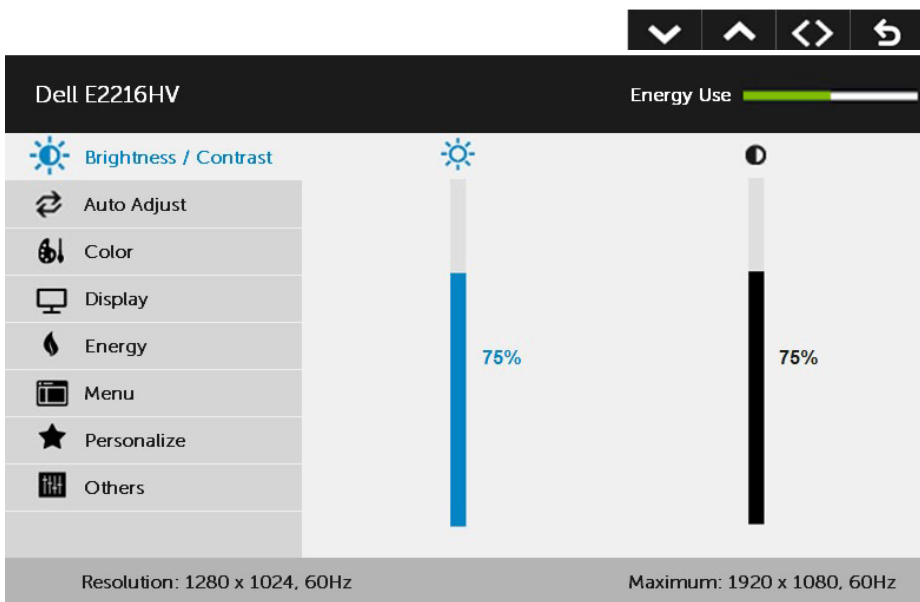 Dell E2216HV
Energy Use
Brightness / Contrast
Auto Adjust
Color
Display
Energy
Menu
Personalize
Others
75%
75%
Resolution: 1280 x 1024, 60Hz
Maximum: 1920 x 1080, 60Hz